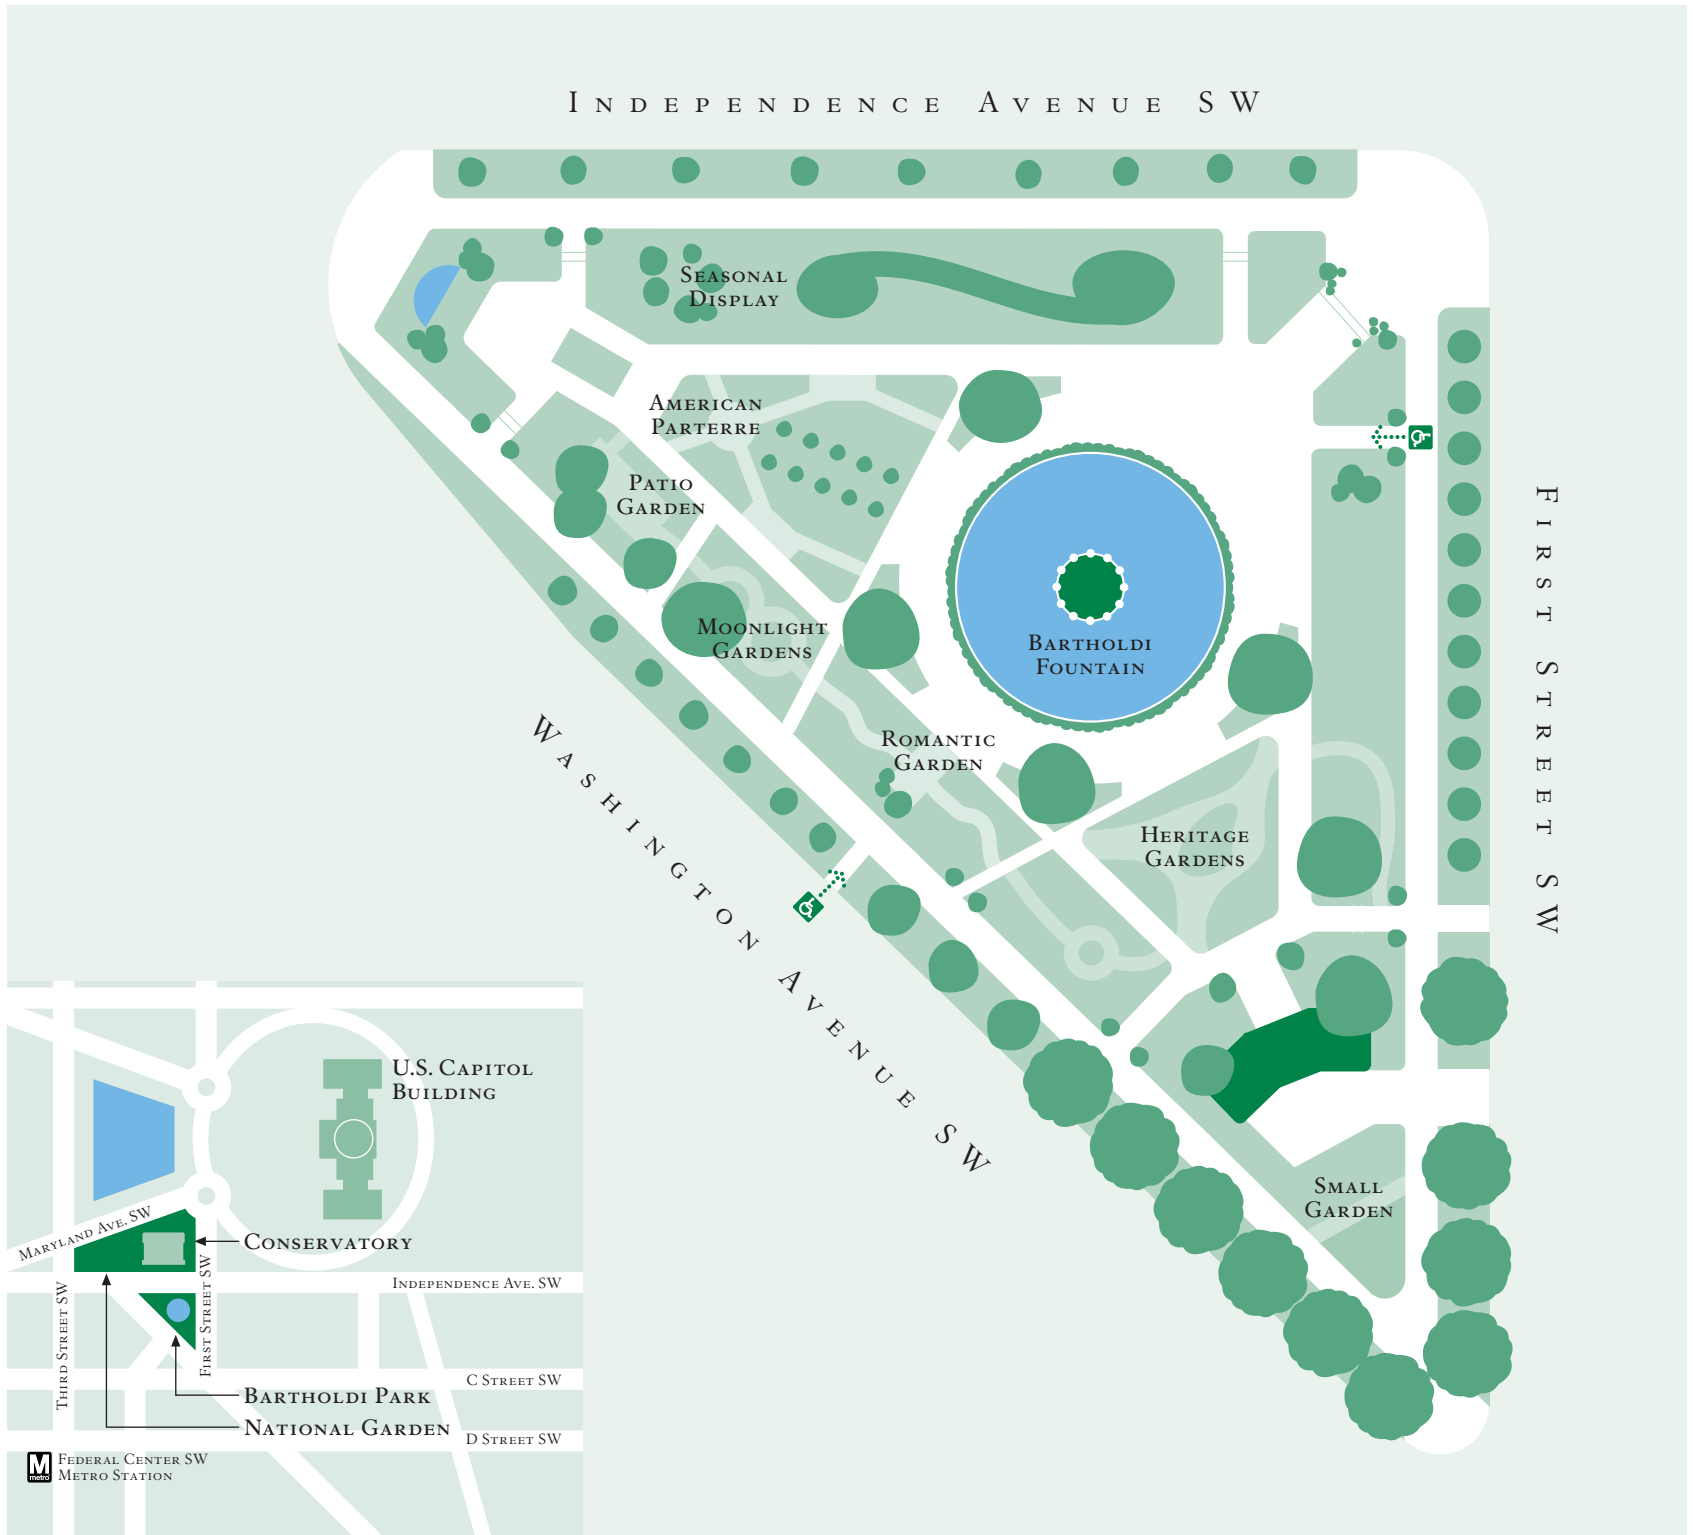 Independence Avenue SW
Seasonal
Display
American
Parterre
Patio
Garden
Moonlight
Gardens
Bartholdi
Fountain
Romantic
Garden
Heritage
Gardens
Small
Garden
First Street SW
Washington Avenue SW
U.S. Capitol
Building
Maryland Ave. SW
Conservatory
Independence Ave. SW
Third Street SW
First Street SW
C Street SW
Bartholdi Park
National Garden
D Street SW
M
metro
Federal Center SW
Metro Station